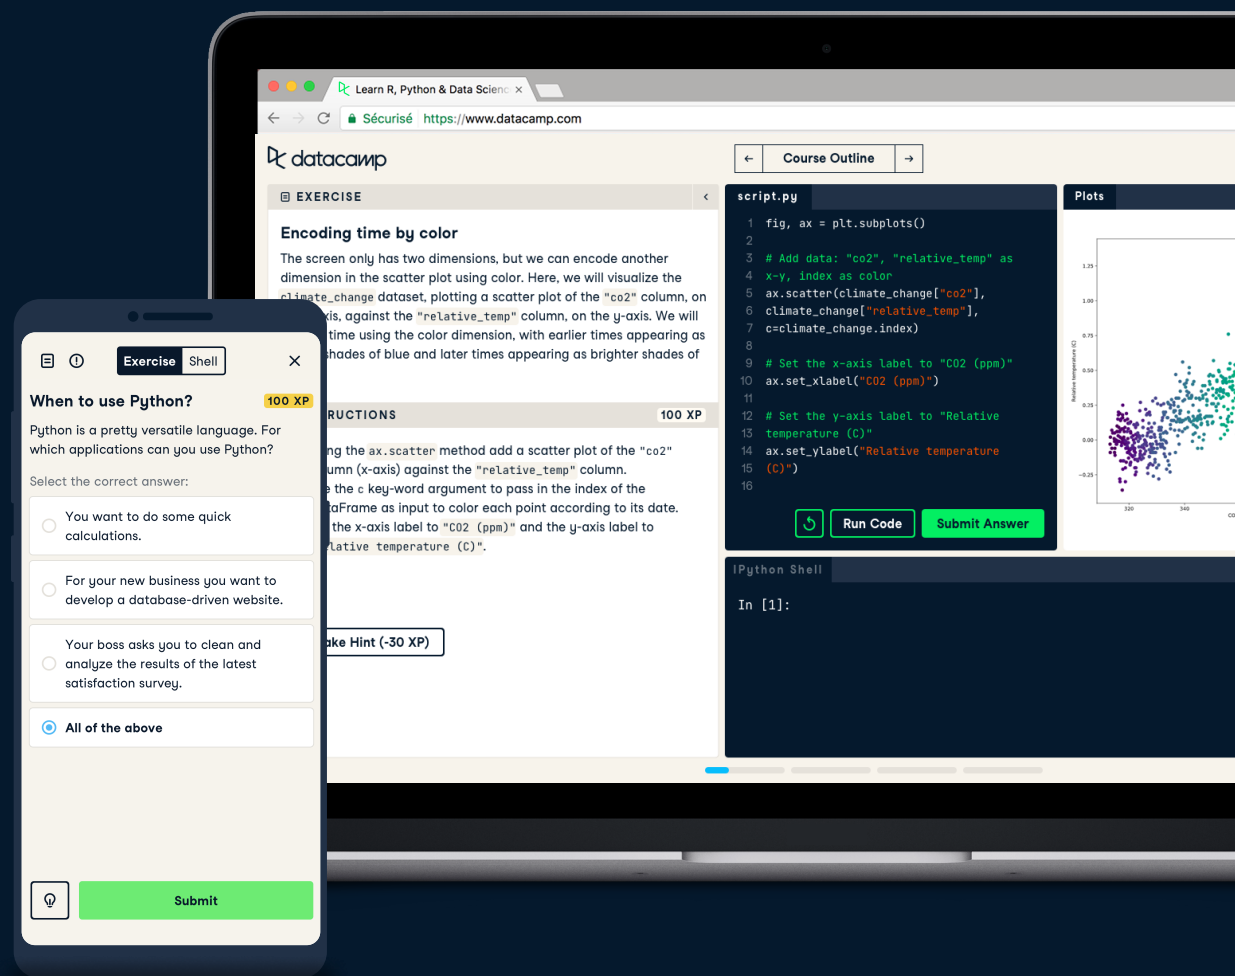 Learn R, Python & Data Scienc
Sécurisé https://www.datacamp.com
datacamp
Course Outline
EXERCISE
Encoding time by color
The screen only has two dimensions, but we can encode another
dimension in the scatter plot using color. Here, we will visualize the
climate_change dataset, plotting a scatter plot of the "co2" column, on
xis, against the "relative_temp" column, on the y-axis. We will
time using the color dimension, with earlier times appearing as
shades of blue and later times appearing as brighter shades of
RUCTIONS
100 XP
ng the ax.scatter method add a scatter plot of the "co2"
umn (x-axis) against the "relative_temp" column.
e the c key-word argument to pass in the index of the
taFrame as input to color each point according to its date.
the x-axis label to "CO2 (ppm)" and the y-axis label to
lative temperature (C)".
ake Hint (-30 XP)
script.py
1 fig, ax = plt.subplots()
2
3 # Add data: "co2", "relative_temp" as
4 x-y, index as color
5 ax.scatter(climate_change["co2"],
6 climate_change["relative_temp"],
7 c=climate_change.index)
8
9 # Set the x-axis label to "CO2 (ppm)"
10 ax.set_xlabel("CO2 (ppm)")
11
12 # Set the y-axis label to "Relative
13 temperature (C)"
14 ax.set_ylabel("Relative temperature
15 (C)")
16
Run Code
Submit Answer
IPython Shell
In [1]:
Plots
1.25
1.00
0.75
0.50
0.25
0.00
−0.25
Relative temperature (C)
320
340
CO
Exercise
Shell
When to use Python?
100 XP
Python is a pretty versatile language. For
which applications can you use Python?
Select the correct answer:
You want to do some quick
calculations.
For your new business you want to
develop a database-driven website.
Your boss asks you to clean and
analyze the results of the latest
satisfaction survey.
All of the above
Submit